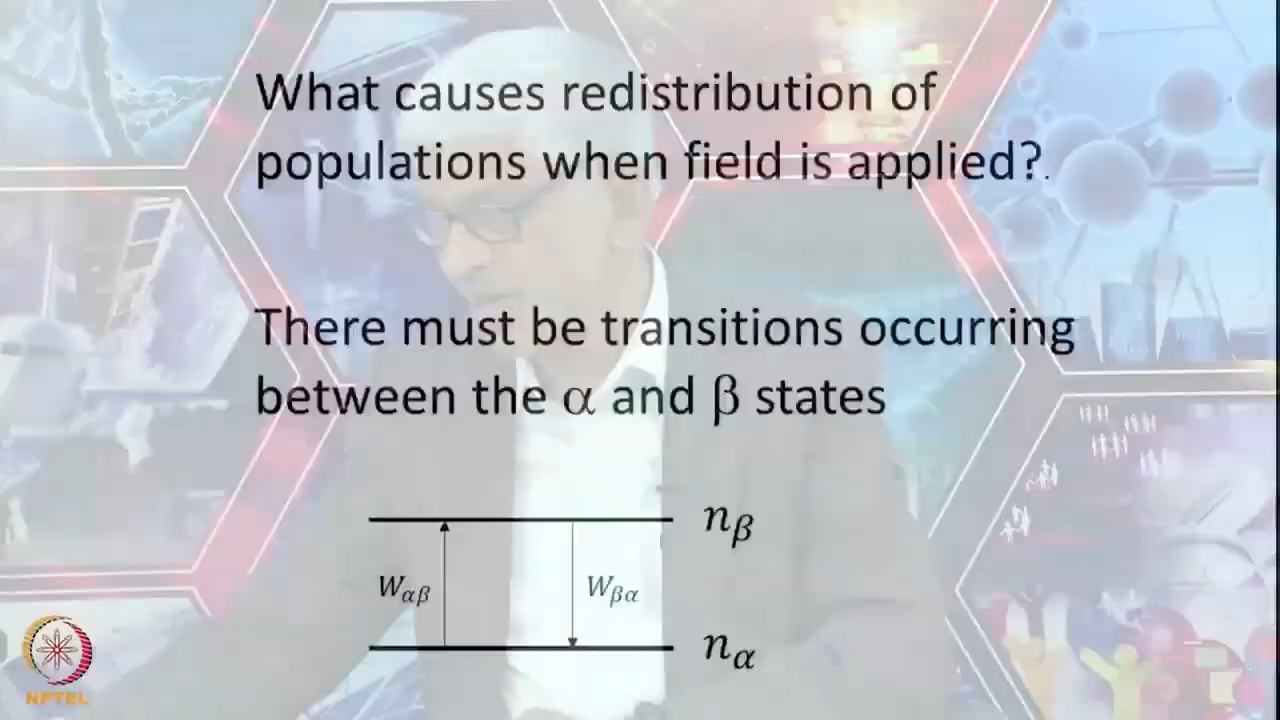 What causes redistribution of
populations when field is applied?.
There must be transitions occurring
between the α and β states
nβ
Wαβ
Wβα
nα
NPTEL